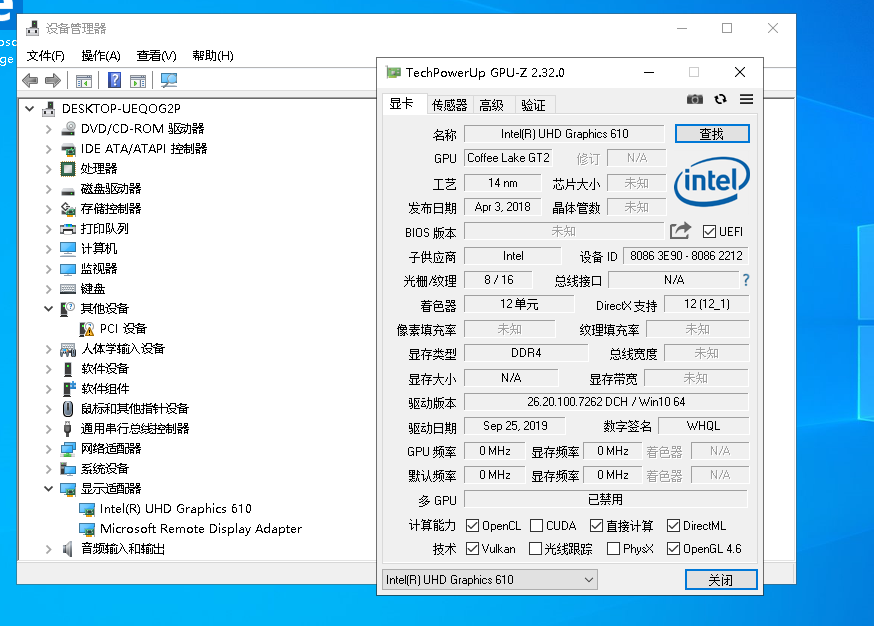 设备管理器
文件(F) 操作(A) 查看(V) 帮助(H)
DESKTOP-UEQOG2P
DVD/CD-ROM 驱动器
IDE ATA/ATAPI 控制器
处理器
磁盘驱动器
存储控制器
打印队列
计算机
监视器
键盘
其他设备
PCI 设备
人体学输入设备
软件设备
软件组件
鼠标和其他指针设备
通用串行总线控制器
网络适配器
系统设备
显示适配器
Intel(R) UHD Graphics 610
Microsoft Remote Display Adapter
音频输入和输出
TechPowerUp GPU-Z 2.32.0
显卡 传感器 高级 验证
名称 Intel(R) UHD Graphics 610 查找
GPU Coffee Lake GT2 修订 N/A
intel
工艺 14 nm 芯片大小 未知
发布日期 Apr 3, 2018 晶体管数 未知
BIOS 版本 未知 UEFI
子供应商 Intel 设备 ID 8086 3E90 - 8086 2212
光栅/纹理 8 / 16 总线接口 N/A ?
着色器 12 单元 DirectX 支持 12 (12_1)
像素填充率 未知 纹理填充率 未知
显存类型 DDR4 总线宽度 未知
显存大小 N/A 显存带宽 未知
驱动版本 26.20.100.7262 DCH / Win10 64
驱动日期 Sep 25, 2019 数字签名 WHQL
GPU 频率 0 MHz 显存频率 0 MHz 着色器 N/A
默认频率 0 MHz 显存频率 0 MHz 着色器 N/A
多 GPU 已禁用
计算能力 OpenCL CUDA 直接计算 DirectML
技术 Vulkan 光线跟踪 PhysX OpenGL 4.6
Intel(R) UHD Graphics 610 关闭